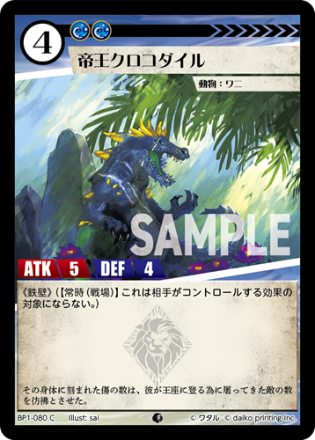 4
帝王クロコダイル
動物：ワニ
SAMPLE
ATK 5 DEF 4
《鉄壁》(【常時(戦場)】これは相手がコントロールする効果の
対象にならない。)
その身体に刻まれた傷の数は、彼が王座に登る為に屠ってきた敵の数
を彷彿とさせる。
BP1-080 C Illust: sai © ワタル © daiko printing Inc.